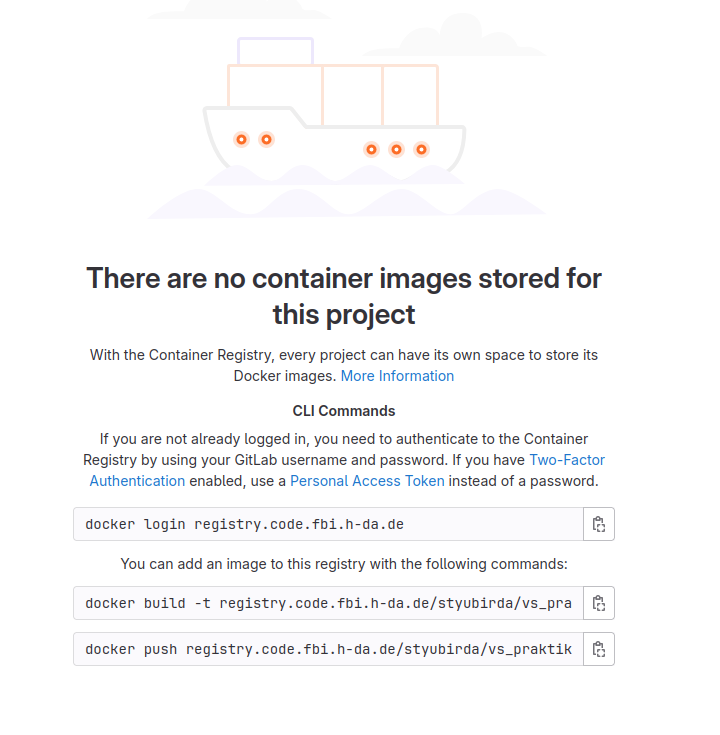 There are no container images stored for
this project
With the Container Registry, every project can have its own space to store its
Docker images. More Information
CLI Commands
If you are not already logged in, you need to authenticate to the Container
Registry by using your GitLab username and password. If you have Two-Factor
Authentication enabled, use a Personal Access Token instead of a password.
docker login registry.code.fbi.h-da.de
You can add an image to this registry with the following commands:
docker build -t registry.code.fbi.h-da.de/styubirda/vs_pra
docker push registry.code.fbi.h-da.de/styubirda/vs_praktik